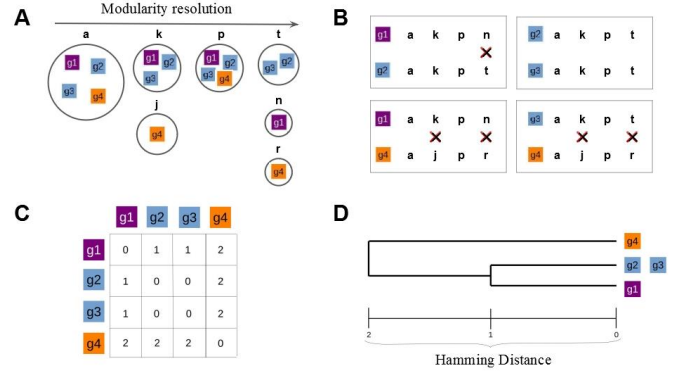 A
Modularity resolution
a k p t
g1 g2 g1 g2 g1 g2 g2
g3 g4 g3 g3 g4 g3
j n
g4 g1
r
g4
B
g1 a k p n
g2 a k p t
g2 a k p t
g3 a k p t
g1 a k p n
g4 a j p r
g3 a k p t
g4 a j p r
C
g1 g2 g3 g4
g1 0 1 1 2
g2 1 0 0 2
g3 1 0 0 2
g4 2 2 2 0
D
g4
g2 g3
g1
2 1 0
Hamming Distance